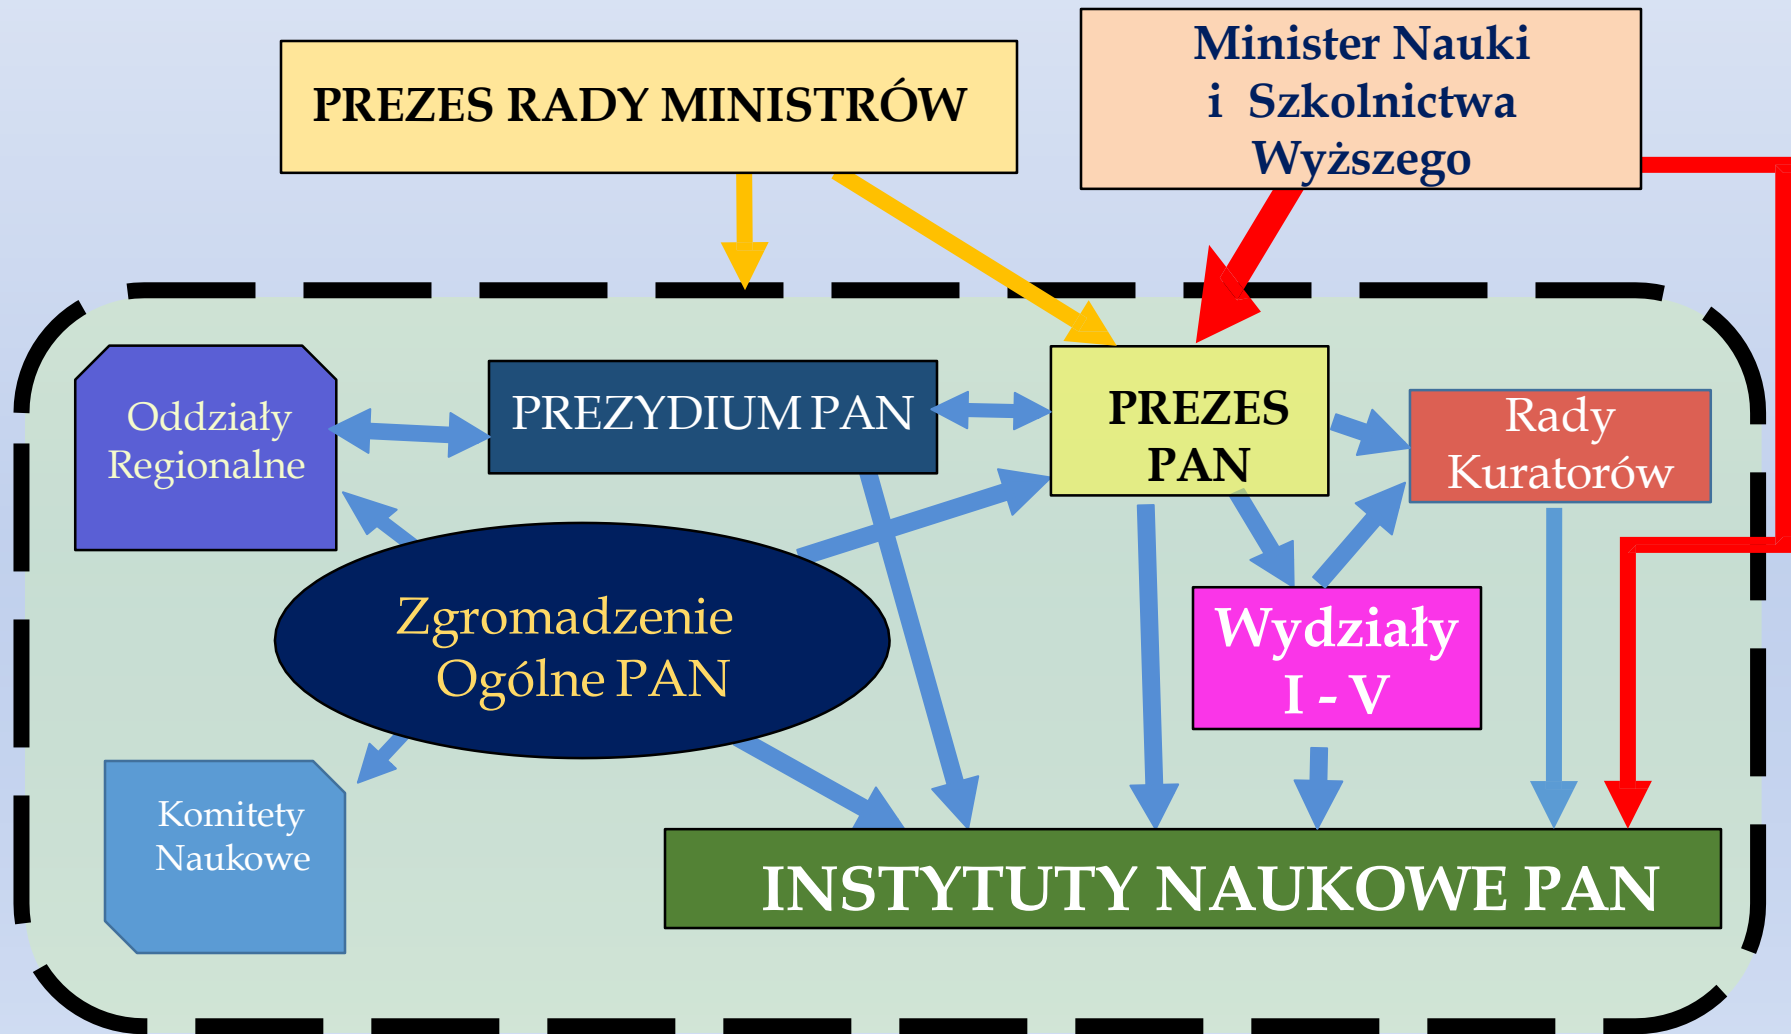 PREZES RADY MINISTRÓW
Minister Nauki
i Szkolnictwa
Wyższego
Oddziały
Regionalne
PREZYDIUM PAN
PREZES
PAN
Rady
Kuratorów
Zgromadzenie
Ogólne PAN
Wydziały
I - V
Komitety
Naukowe
INSTYTUTY NAUKOWE PAN